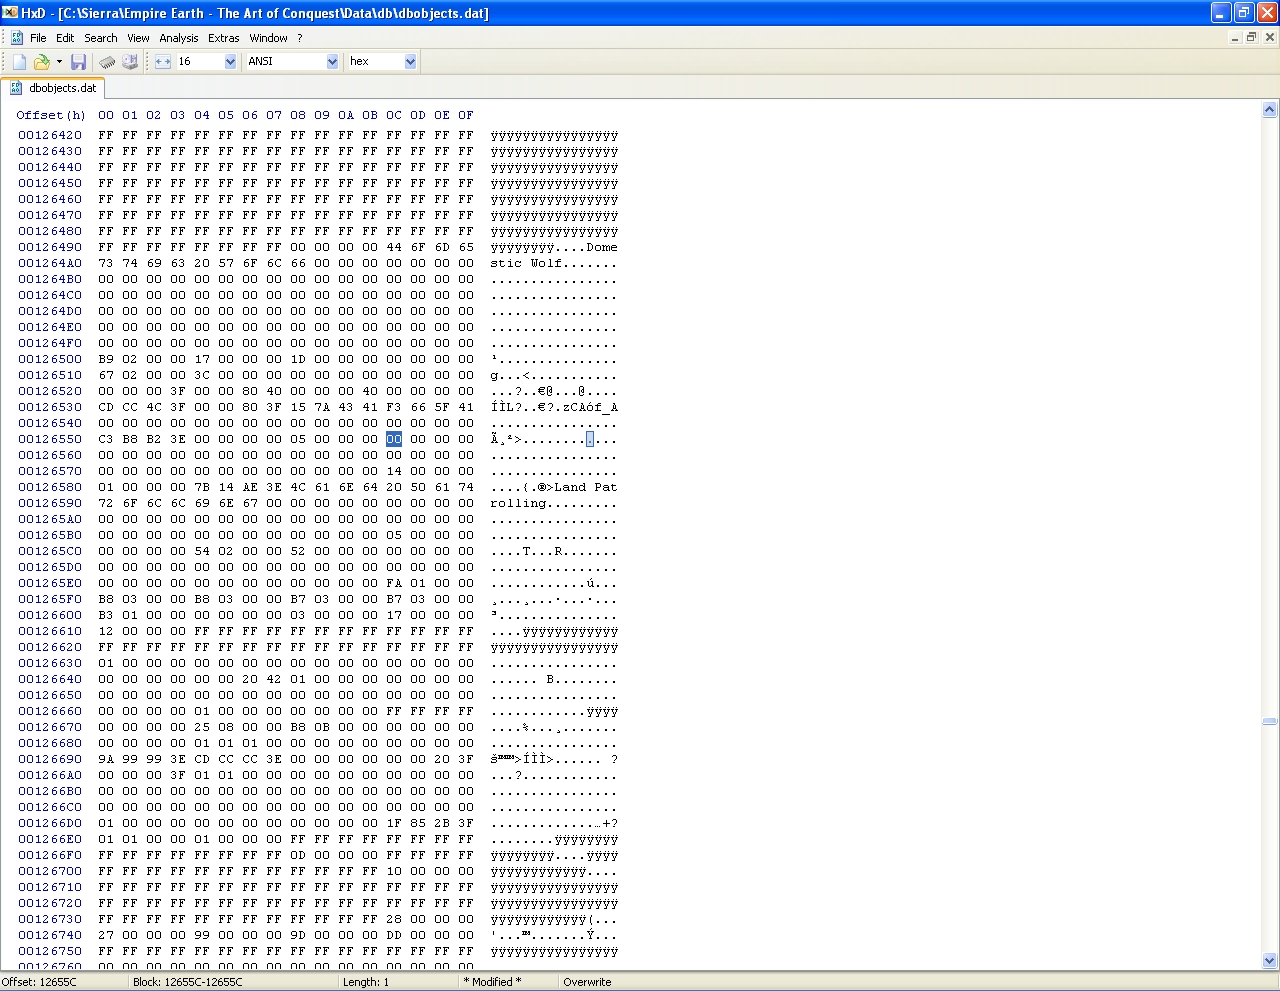 HxD - [C:\Sierra\Empire Earth - The Art of Conquest\Data\db\dbobjects.dat]
File Edit Search View Analysis Extras Window ?
16 ANSI hex
dbobjects.dat
Offset(h) 00 01 02 03 04 05 06 07 08 09 0A 0B 0C 0D 0E 0F
00126420 FF FF FF FF FF FF FF FF FF FF FF FF FF FF FF FF ÿÿÿÿÿÿÿÿÿÿÿÿÿÿÿÿ
00126430 FF FF FF FF FF FF FF FF FF FF FF FF FF FF FF FF ÿÿÿÿÿÿÿÿÿÿÿÿÿÿÿÿ
00126440 FF FF FF FF FF FF FF FF FF FF FF FF FF FF FF FF ÿÿÿÿÿÿÿÿÿÿÿÿÿÿÿÿ
00126450 FF FF FF FF FF FF FF FF FF FF FF FF FF FF FF FF ÿÿÿÿÿÿÿÿÿÿÿÿÿÿÿÿ
00126460 FF FF FF FF FF FF FF FF FF FF FF FF FF FF FF FF ÿÿÿÿÿÿÿÿÿÿÿÿÿÿÿÿ
00126470 FF FF FF FF FF FF FF FF FF FF FF FF FF FF FF FF ÿÿÿÿÿÿÿÿÿÿÿÿÿÿÿÿ
00126480 FF FF FF FF FF FF FF FF FF FF FF FF FF FF FF FF ÿÿÿÿÿÿÿÿÿÿÿÿÿÿÿÿ
00126490 FF FF FF FF FF FF FF FF 00 00 00 00 44 6F 6D 65 ÿÿÿÿÿÿÿÿ....Dome
001264A0 73 74 69 63 20 57 6F 6C 66 00 00 00 00 00 00 00 stic Wolf.......
001264B0 00 00 00 00 00 00 00 00 00 00 00 00 00 00 00 00 ................
001264C0 00 00 00 00 00 00 00 00 00 00 00 00 00 00 00 00 ................
001264D0 00 00 00 00 00 00 00 00 00 00 00 00 00 00 00 00 ................
001264E0 00 00 00 00 00 00 00 00 00 00 00 00 00 00 00 00 ................
001264F0 00 00 00 00 00 00 00 00 00 00 00 00 00 00 00 00 ................
00126500 B9 02 00 00 17 00 00 00 1D 00 00 00 00 00 00 00 ¹...............
00126510 67 02 00 00 3C 00 00 00 00 00 00 00 00 00 00 00 g...<...........
00126520 00 00 00 3F 00 00 80 40 00 00 00 40 00 00 00 00 ...?..€@...@....
00126530 CD CC 4C 3F 00 00 80 3F 15 7A 43 41 F3 66 5F 41 ÍÌL?..€?.zCAóf_A
00126540 00 00 00 00 00 00 00 00 00 00 00 00 00 00 00 00 ................
00126550 C3 B8 B2 3E 00 00 00 00 05 00 00 00 00 00 00 00 Ã¸²>............
00126560 00 00 00 00 00 00 00 00 00 00 00 00 00 00 00 00 ................
00126570 00 00 00 00 00 00 00 00 00 00 00 00 14 00 00 00 ................
00126580 01 00 00 00 7B 14 AE 3E 4C 61 6E 64 20 50 61 74 ....{.®>Land Pat
00126590 72 6F 6C 6C 69 6E 67 00 00 00 00 00 00 00 00 00 rolling.........
001265A0 00 00 00 00 00 00 00 00 00 00 00 00 00 00 00 00 ................
001265B0 00 00 00 00 00 00 00 00 00 00 00 00 05 00 00 00 ................
001265C0 00 00 00 00 54 02 00 00 52 00 00 00 00 00 00 00 ....T...R.......
001265D0 00 00 00 00 00 00 00 00 00 00 00 00 00 00 00 00 ................
001265E0 00 00 00 00 00 00 00 00 00 00 00 00 FA 01 00 00 ............ú...
001265F0 B8 03 00 00 B8 03 00 00 B7 03 00 00 B7 03 00 00 ¸...¸...·...·...
00126600 B3 01 00 00 00 00 00 00 03 00 00 00 17 00 00 00 ³...............
00126610 12 00 00 00 FF FF FF FF FF FF FF FF FF FF FF FF ....ÿÿÿÿÿÿÿÿÿÿÿÿ
00126620 FF FF FF FF FF FF FF FF FF FF FF FF FF FF FF FF ÿÿÿÿÿÿÿÿÿÿÿÿÿÿÿÿ
00126630 01 00 00 00 00 00 00 00 00 00 00 00 00 00 00 00 ................
00126640 00 00 00 00 00 00 20 42 01 00 00 00 00 00 00 00 ...... B........
00126650 00 00 00 00 00 00 00 00 00 00 00 00 00 00 00 00 ................
00126660 00 00 00 00 01 00 00 00 00 00 00 00 FF FF FF FF ............ÿÿÿÿ
00126670 00 00 00 00 25 08 00 00 B8 0B 00 00 00 00 00 00 ....%...¸.......
00126680 00 00 00 00 01 01 01 00 00 00 00 00 00 00 00 00 ................
00126690 9A 99 99 3E CD CC CC 3E 00 00 00 00 00 00 20 3F š™™>ÍÌÌ>...... ?
001266A0 00 00 00 3F 01 01 00 00 00 00 00 00 00 00 00 00 ...?............
001266B0 00 00 00 00 00 00 00 00 00 00 00 00 00 00 00 00 ................
001266C0 00 00 00 00 00 00 00 00 00 00 00 00 00 00 00 00 ................
001266D0 01 00 00 00 00 00 00 00 00 00 00 00 1F 85 2B 3F .............…+?
001266E0 01 01 00 00 01 00 00 00 FF FF FF FF FF FF FF FF ........ÿÿÿÿÿÿÿÿ
001266F0 FF FF FF FF FF FF FF FF 0D 00 00 00 FF FF FF FF ÿÿÿÿÿÿÿÿ....ÿÿÿÿ
00126700 FF FF FF FF FF FF FF FF FF FF FF FF 10 00 00 00 ÿÿÿÿÿÿÿÿÿÿÿÿ....
00126710 FF FF FF FF FF FF FF FF FF FF FF FF FF FF FF FF ÿÿÿÿÿÿÿÿÿÿÿÿÿÿÿÿ
00126720 FF FF FF FF FF FF FF FF FF FF FF FF FF FF FF FF ÿÿÿÿÿÿÿÿÿÿÿÿÿÿÿÿ
00126730 FF FF FF FF FF FF FF FF FF FF FF FF 28 00 00 00 ÿÿÿÿÿÿÿÿÿÿÿÿ(...
00126740 27 00 00 00 99 00 00 00 9D 00 00 00 DD 00 00 00 '...™.......Ý...
00126750 FF FF FF FF FF FF FF FF FF FF FF FF FF FF FF FF ÿÿÿÿÿÿÿÿÿÿÿÿÿÿÿÿ
00126760 00 00 00 00 00 00 00 00 00 00 00 00 00 00 00 00
Offset: 12655C Block: 12655C-12655C Length: 1 * Modified * Overwrite